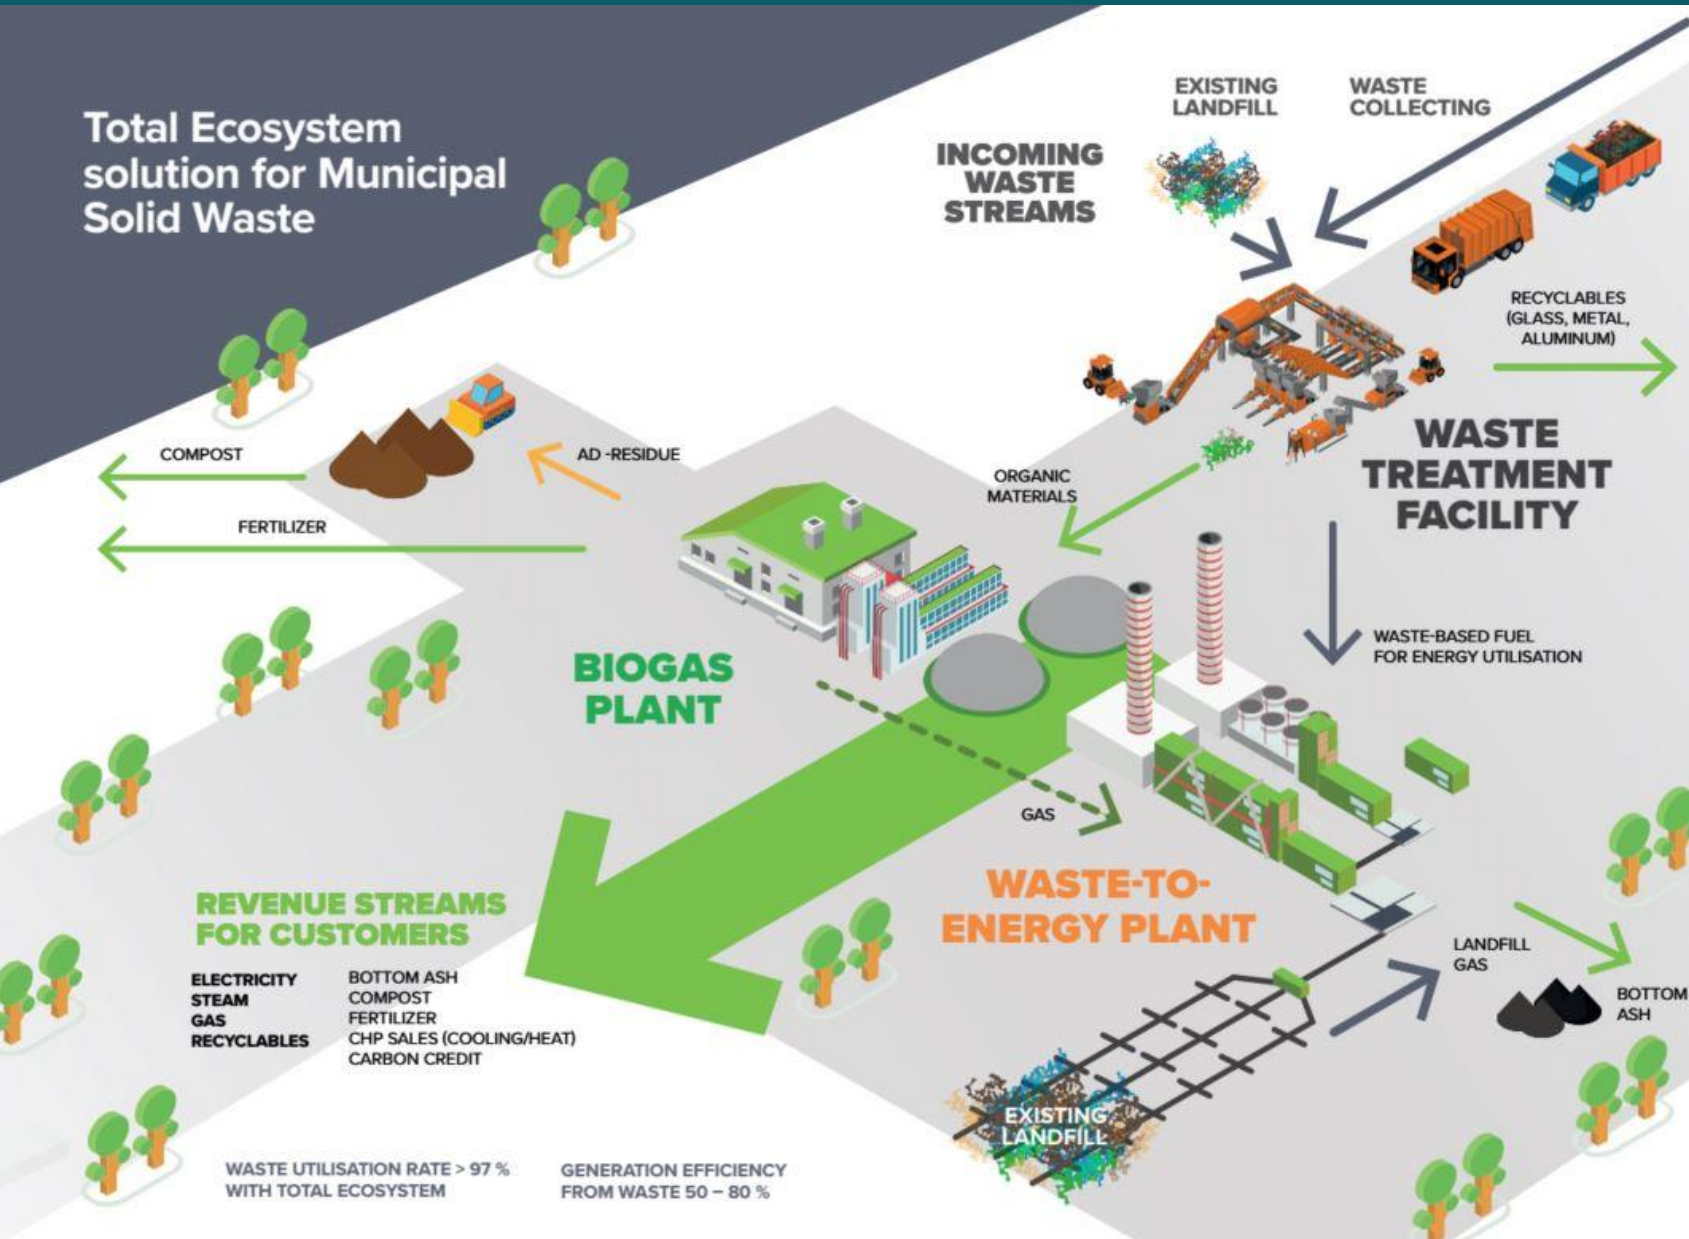 Total Ecosystem
solution for Municipal
Solid Waste
EXISTING
LANDFILL
WASTE
COLLECTING
INCOMING
WASTE
STREAMS
RECYCLABLES
(GLASS, METAL,
ALUMINUM)
WASTE
TREATMENT
FACILITY
COMPOST
AD -RESIDUE
ORGANIC
MATERIALS
FERTILIZER
WASTE-BASED FUEL
FOR ENERGY UTILISATION
BIOGAS
PLANT
GAS
WASTE-TO-
ENERGY PLANT
REVENUE STREAMS
FOR CUSTOMERS
ELECTRICITY
STEAM
GAS
RECYCLABLES
BOTTOM ASH
COMPOST
FERTILIZER
CHP SALES (COOLING/HEAT)
CARBON CREDIT
LANDFILL
GAS
BOTTOM
ASH
EXISTING
LANDFILL
WASTE UTILISATION RATE > 97 %
WITH TOTAL ECOSYSTEM
GENERATION EFFICIENCY
FROM WASTE 50 – 80 %